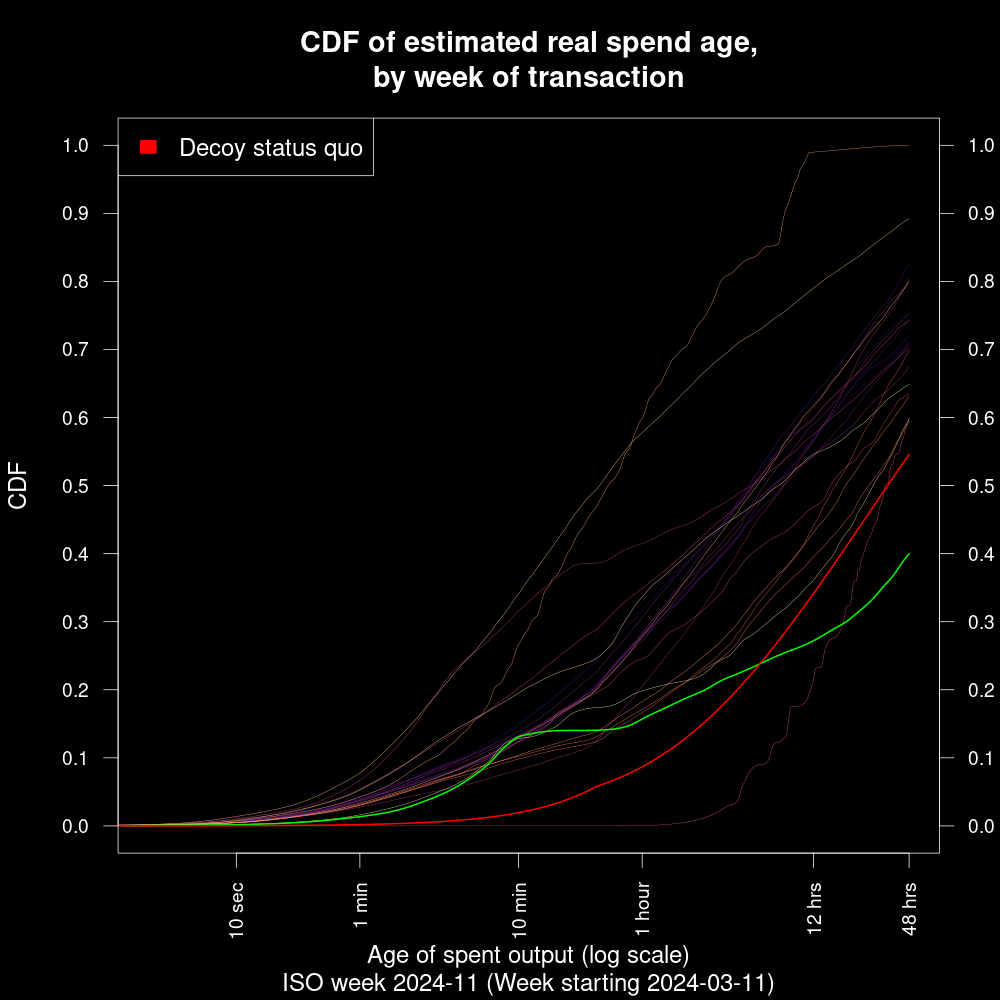 CDF of estimated real spend age,
by week of transaction
Decoy status quo
1.0
0.9
0.8
0.7
0.6
0.5
0.4
0.3
0.2
0.1
0.0
CDF
1.0
0.9
0.8
0.7
0.6
0.5
0.4
0.3
0.2
0.1
0.0
10 sec
1 min
10 min
1 hour
12 hrs
48 hrs
Age of spent output (log scale)
ISO week 2024-11 (Week starting 2024-03-11)